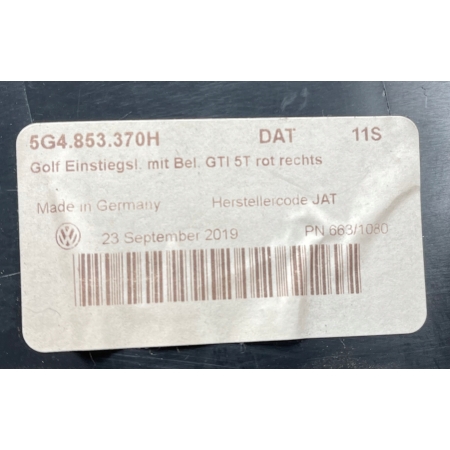 5G4.853.370H DAT 11S
Golf Einstiegsl. mit Bel. GTI 5T rot rechts
Made in Germany Herstellercode JAT
23 September 2019 PN 663/1080